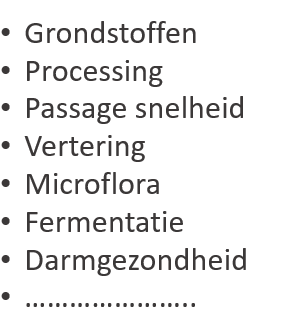 • Grondstoffen
• Processing
• Passage snelheid
• Vertering
• Microflora
• Fermentatie
• Darmgezondheid
• …………………..